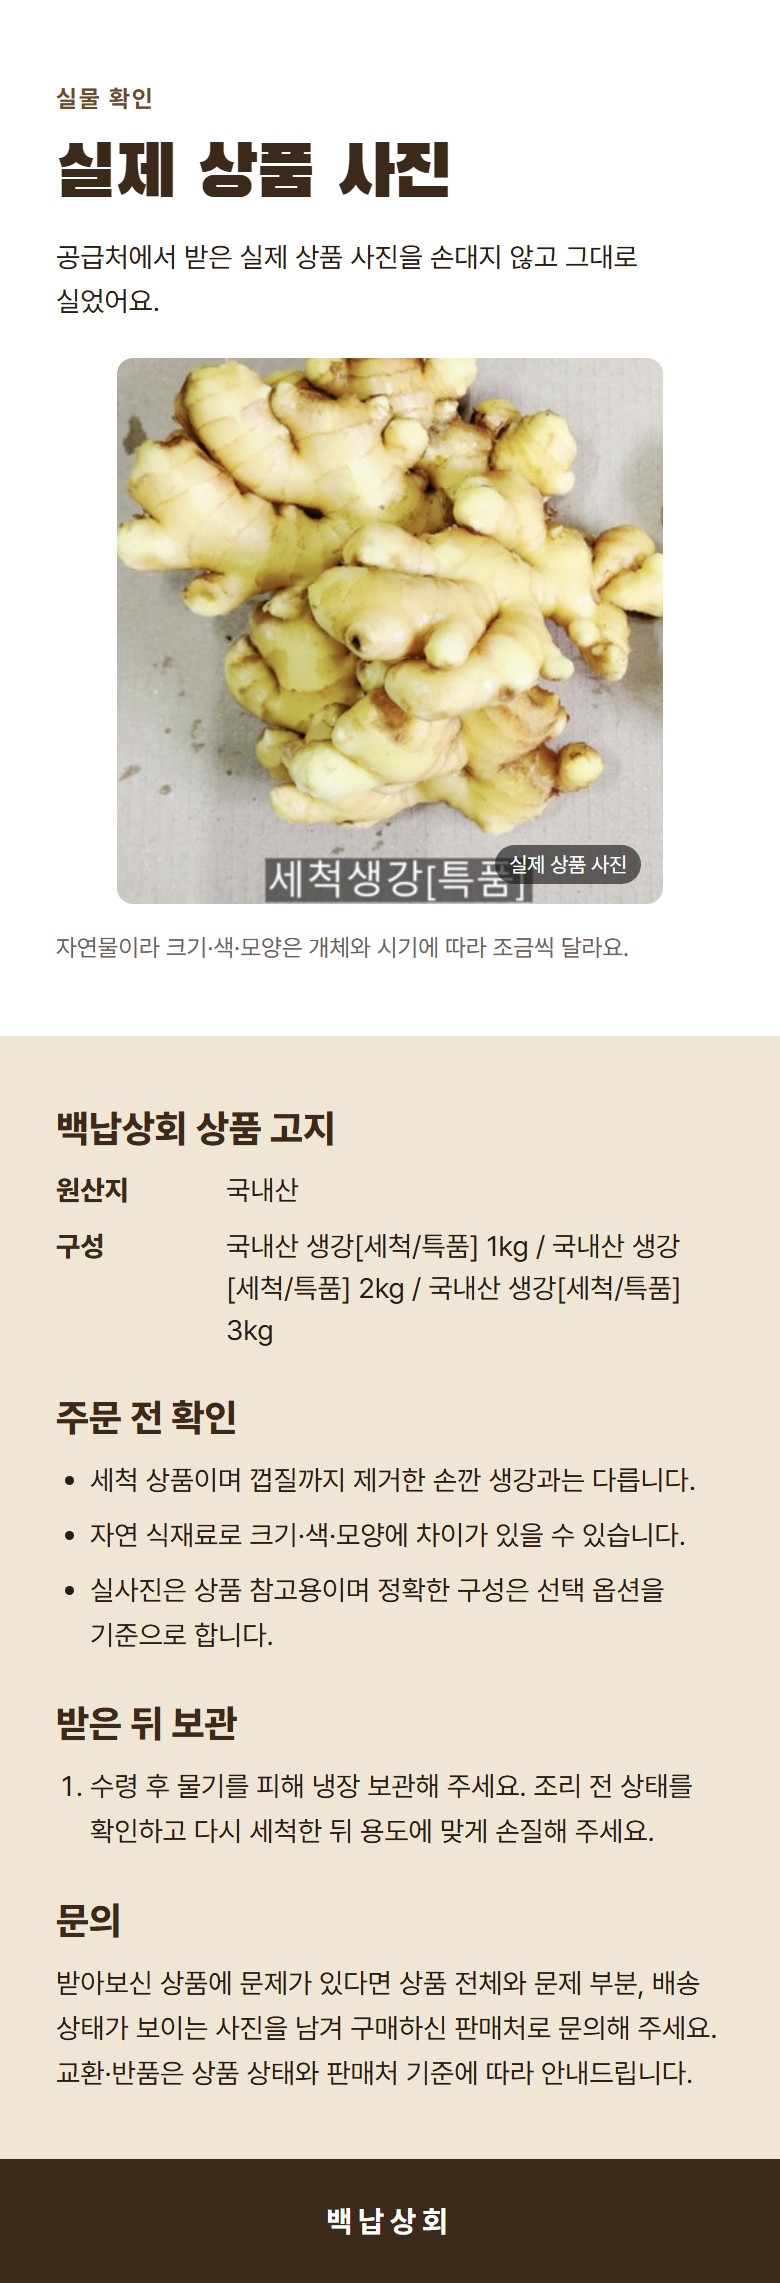 실물 확인
실제 상품 사진
공급처에서 받은 실제 상품 사진을 손대지 않고 그대로
실었어요.
세척생강[특품]
실제 상품 사진
자연물이라 크기·색·모양은 개체와 시기에 따라 조금씩 달라요.
백납상회 상품 고지
원산지 국내산
구성 국내산 생강[세척/특품] 1kg / 국내산 생강
[세척/특품] 2kg / 국내산 생강[세척/특품]
3kg
주문 전 확인
• 세척 상품이며 껍질까지 제거한 손깐 생강과는 다릅니다.
• 자연 식재료로 크기·색·모양에 차이가 있을 수 있습니다.
• 실사진은 상품 참고용이며 정확한 구성은 선택 옵션을
기준으로 합니다.
받은 뒤 보관
1. 수령 후 물기를 피해 냉장 보관해 주세요. 조리 전 상태를
확인하고 다시 세척한 뒤 용도에 맞게 손질해 주세요.
문의
받아보신 상품에 문제가 있다면 상품 전체와 문제 부분, 배송
상태가 보이는 사진을 남겨 구매하신 판매처로 문의해 주세요.
교환·반품은 상품 상태와 판매처 기준에 따라 안내드립니다.
백납상회